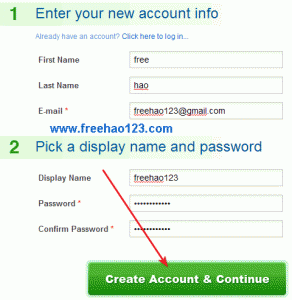 1 Enter your new account info
Already have an account? Click here to log in...
First Name free
Last Name hao
E-mail * freehao123@gmail.com
www.freehao123.com
2 Pick a display name and password
Display Name freehao123
Password * ••••••••••••
Confirm Password * ••••••••••••
Create Account & Continue